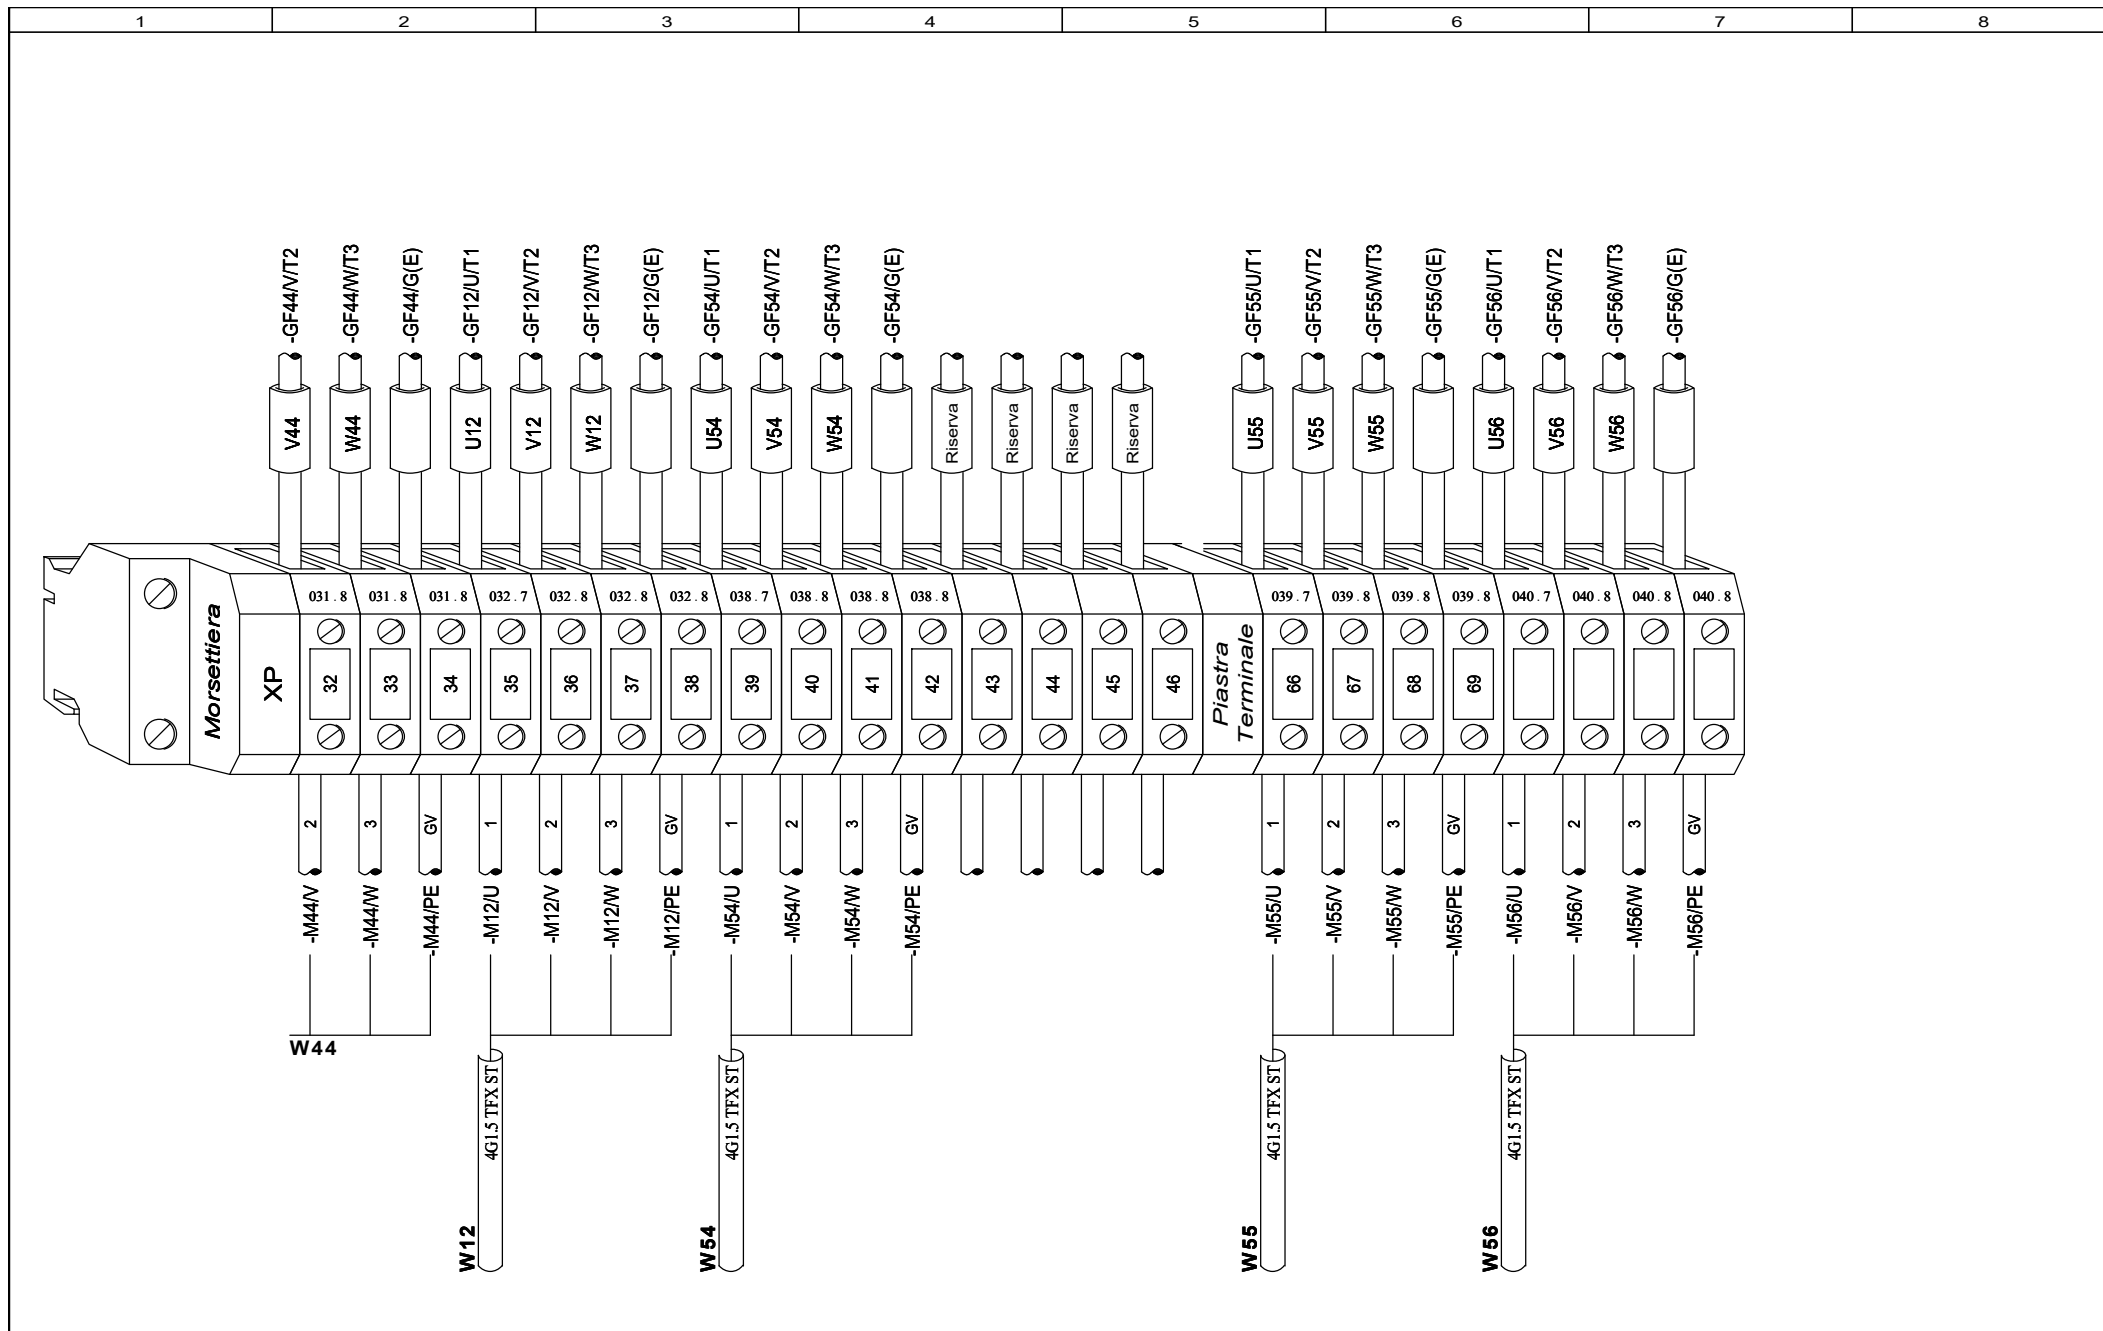 1 2 3 4 5 6 7 8
-GF44/V/T2 -GF44/W/T3 -GF44/G(E) -GF12/U/T1 -GF12/V/T2 -GF12/W/T3 -GF12/G(E) -GF54/U/T1 -GF54/V/T2 -GF54/W/T3 -GF54/G(E) -GF55/U/T1 -GF55/V/T2 -GF55/W/T3 -GF55/G(E) -GF56/U/T1 -GF56/V/T2 -GF56/W/T3 -GF56/G(E)
V44 W44 U12 V12 W12 U54 V54 W54 Riserva Riserva Riserva Riserva U55 V55 W55 U56 V56 W56
031.8 031.8 031.8 032.7 032.8 032.8 032.8 038.7 038.8 038.8 038.8 039.7 039.8 039.8 039.8 040.7 040.8 040.8 040.8
Morsettiera
XP
32 33 34 35 36 37 38 39 40 41 42 43 44 45 46
Piastra
Terminale
66 67 68 69
2 3 GV 1 2 3 GV 1 2 3 GV 1 2 3 GV 1 2 3 GV
-M44/V -M44/W -M44/PE -M12/U -M12/V -M12/W -M12/PE -M54/U -M54/V -M54/W -M54/PE -M55/U -M55/V -M55/W -M55/PE -M56/U -M56/V -M56/W -M56/PE
W44
4G1.5 TFX ST 4G1.5 TFX ST 4G1.5 TFX ST 4G1.5 TFX ST
W12 W54 W55 W56